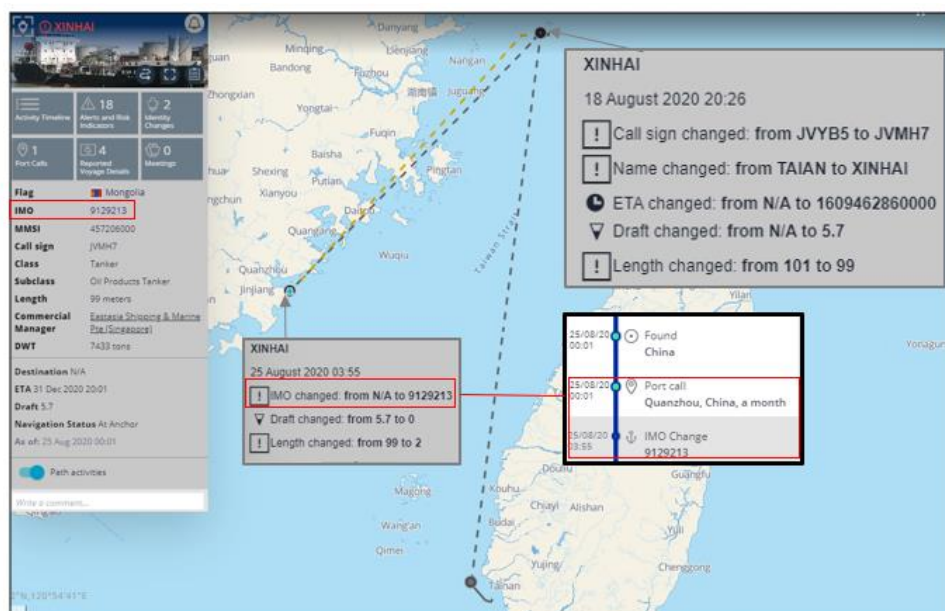 XINHAI
Activity Timeline
18
Alerts and Risk
Indicators
2
Identity
Changes
1
Port Calls
4
Reported
Voyage Details
0
Meetings
Flag Mongolia
IMO 9129213
MMSI 457206000
Call sign JVMH7
Class Tanker
Subclass Oil Products Tanker
Length 99 meters
Commercial Eastasia Shipping & Marine
Manager Pte (Singapore)
DWT 7433 tons
Destination N/A
ETA 31 Dec 2020 20:01
Draft 5.7
Navigation Status At Anchor
As of: 25 Aug 2020 00:01
Path activities
Write a comment...
XINHAI
18 August 2020 20:26
! Call sign changed: from JVYB5 to JVMH7
! Name changed: from TAIAN to XINHAI
ETA changed: from N/A to 1609462860000
Draft changed: from N/A to 5.7
! Length changed: from 101 to 99
XINHAI
25 August 2020 03:55
! IMO changed: from N/A to 9129213
Draft changed: from 5.7 to 0
! Length changed: from 99 to 2
25/08/20 Found
00:01 China
25/08/20 Port call
00:01 Quanzhou, China, a month
25/08/20 IMO Change
03:55 9129213
Danyang
Minqing
Lianjiang
Bandong
Fuzhou
Nangan
湖南镇
Juguang
Zhongxian
Yongtai
Fuqin
Baisha
Shexing
Putian
Pingtan
Xianyou
Daitou
Quangang
Wuqiu
Taiwan Strait
Quanzhou
Jinjiang
Yilan
Yonagun
Douliu
Guangfu
Magong
Kouhu
Chiayi
Alishan
Wang'an
Budai
Qimei
Yujing
Chenggong
Tainan
2°N,120°54'41"E